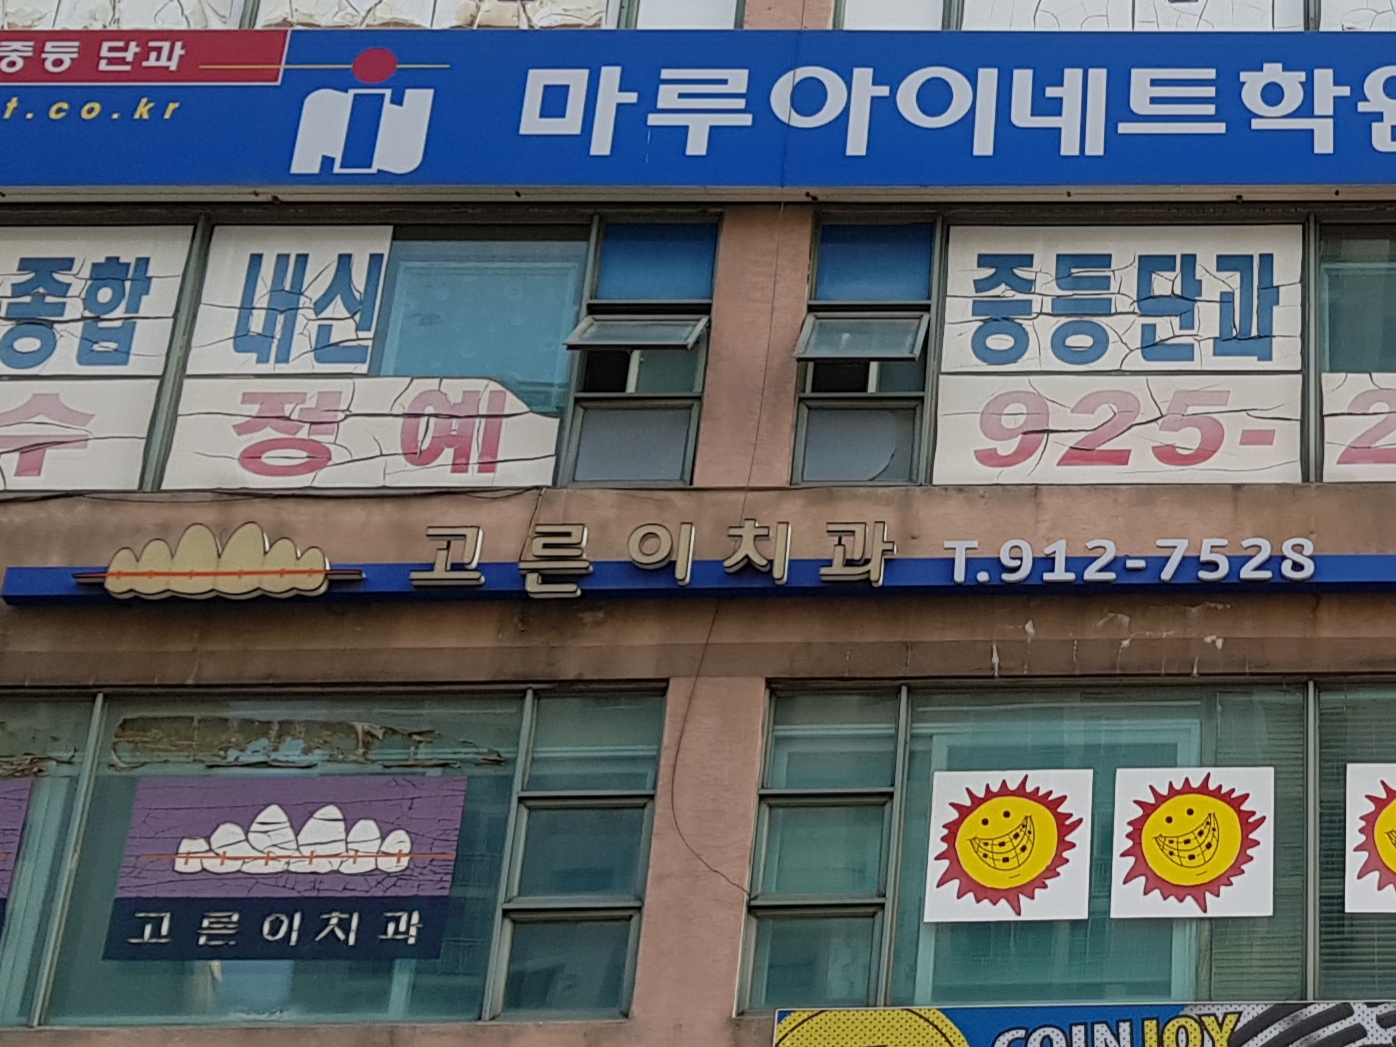 중등 단과
t.co.kr
마루아이네트학원
종합 내신
중등단과
수 정예
925-2
고른이치과 T.912-7528
고른이치과
COINJOY